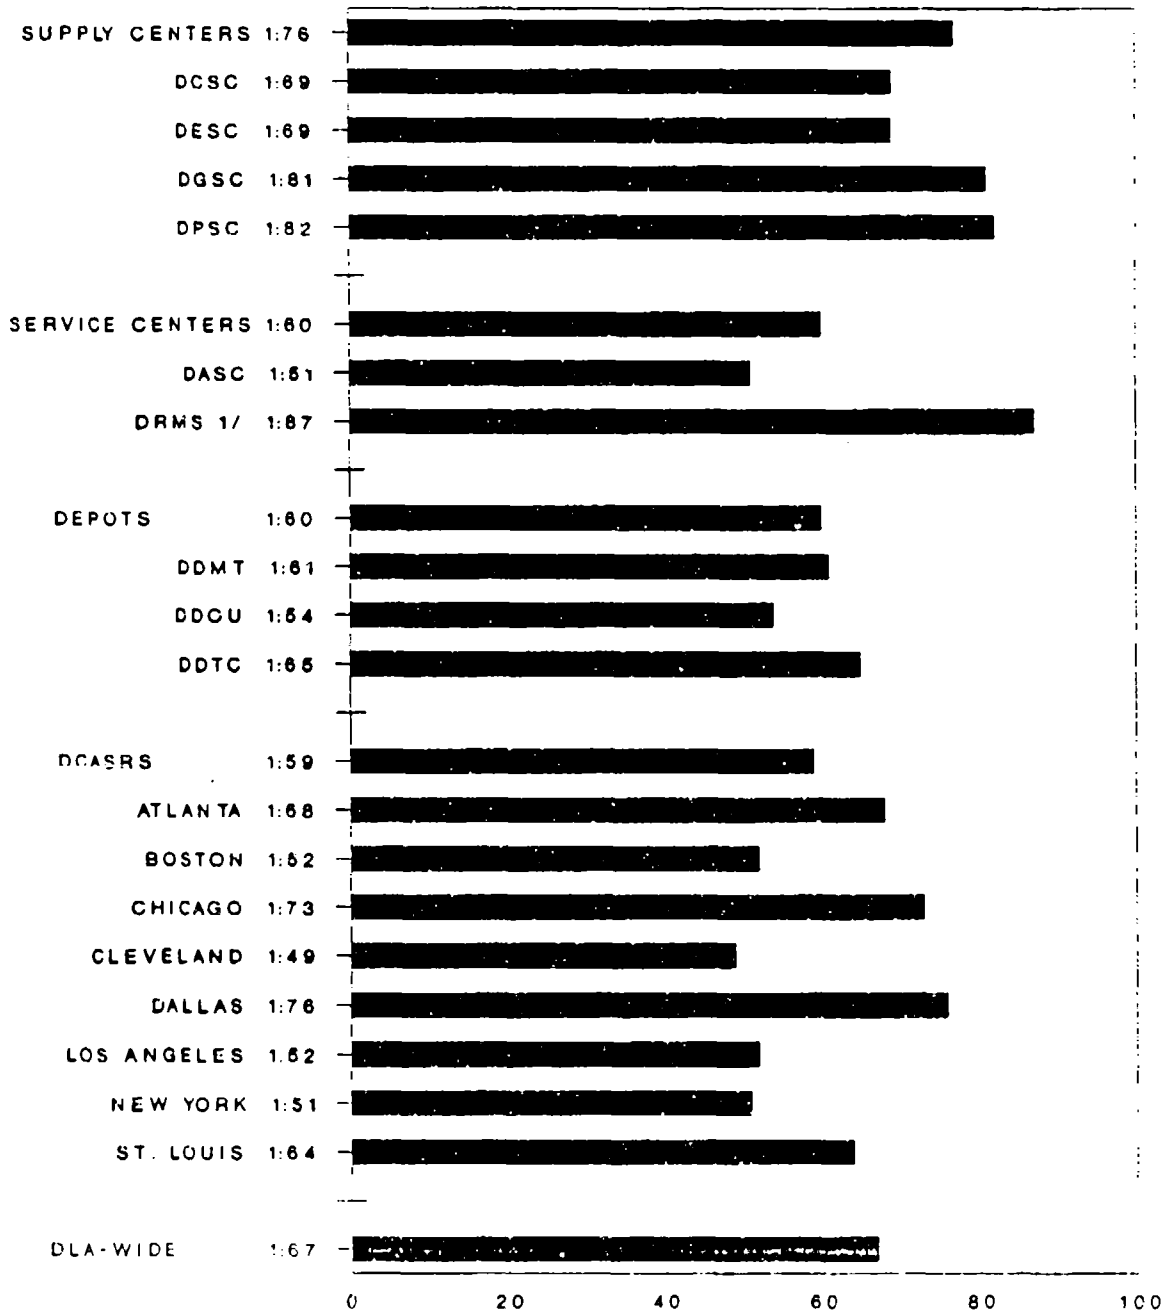 SUPPLY CENTERS 1:76
DCSC 1:69
DESC 1:69
DGSC 1:81
DPSC 1:82
SERVICE CENTERS 1:60
DASC 1:51
DRMS 1/ 1:87
DEPOTS 1:60
DDMT 1:61
DDOU 1:54
DDTC 1:65
DCASRS 1:59
ATLANTA 1:68
BOSTON 1:52
CHICAGO 1:73
CLEVELAND 1:49
DALLAS 1:76
LOS ANGELES 1:52
NEW YORK 1:51
ST. LOUIS 1:64
DLA-WIDE 1:67
0 20 40 60 80 100